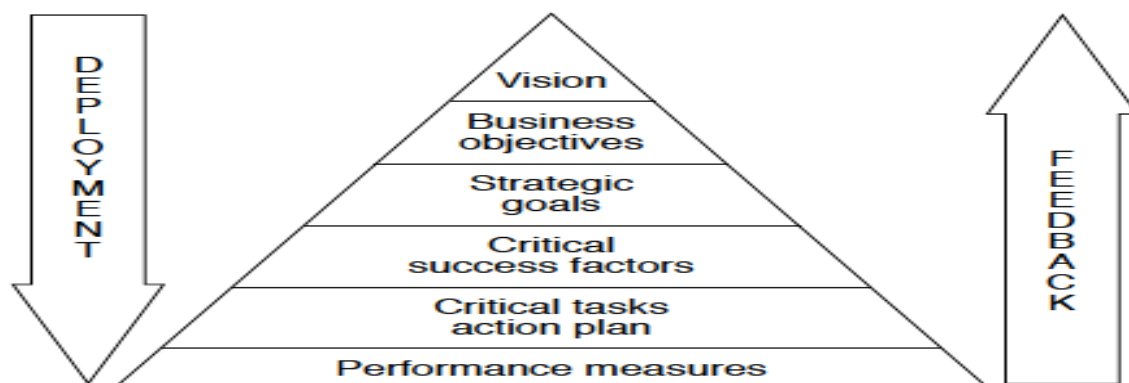 DEPLOYMENT
Vision
Business
objectives
Strategic
goals
Critical
success factors
Critical tasks
action plan
Performance measures
FEEDBACK